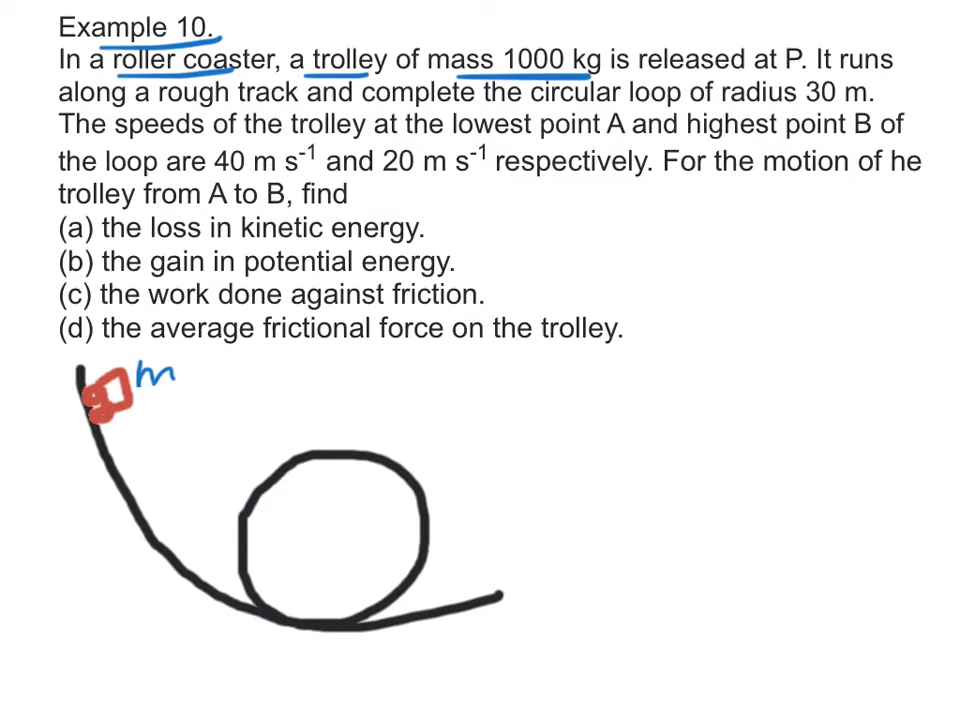 Example 10.
In a roller coaster, a trolley of mass 1000 kg is released at P. It runs
along a rough track and complete the circular loop of radius 30 m.
The speeds of the trolley at the lowest point A and highest point B of
the loop are 40 m s⁻¹ and 20 m s⁻¹ respectively. For the motion of he
trolley from A to B, find
(a) the loss in kinetic energy.
(b) the gain in potential energy.
(c) the work done against friction.
(d) the average frictional force on the trolley.
m